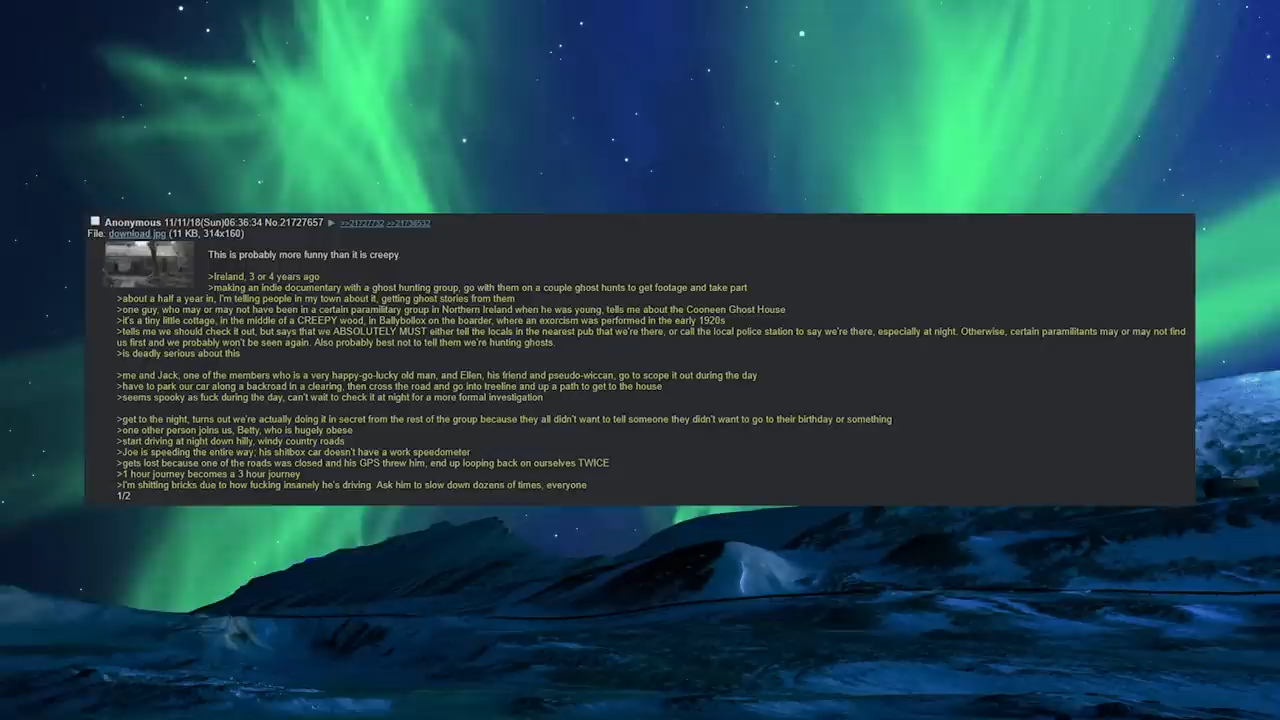 Anonymous 11/11/18(Sun)06:36:34 No.21727657 ▶ >>21727732 >>21736532
File: download.jpg (11 KB, 314x160)
This is probably more funny than it is creepy.
>Ireland, 3 or 4 years ago
>making an indie documentary with a ghost hunting group, go with them on a couple ghost hunts to get footage and take part
>about a half a year in, I'm telling people in my town about it, getting ghost stories from them
>one guy, who may or may not have been in a certain paramilitary group in Northern Ireland when he was young, tells me about the Cooneen Ghost House
>it's a tiny little cottage, in the middle of a CREEPY wood, in Ballybollox on the boarder, where an exorcism was performed in the early 1920s
>tells me we should check it out, but says that we ABSOLUTELY MUST either tell the locals in the nearest pub that we're there, or call the local police station to say we're there, especially at night. Otherwise, certain paramilitants may or may not find
us first and we probably won't be seen again. Also probably best not to tell them we're hunting ghosts.
>is deadly serious about this
>me and Jack, one of the members who is a very happy-go-lucky old man, and Ellen, his friend and pseudo-wiccan, go to scope it out during the day
>have to park our car along a backroad in a clearing, then cross the road and go into treeline and up a path to get to the house
>seems spooky as fuck during the day, can't wait to check it at night for a more formal investigation
>get to the night, turns out we're actually doing it in secret from the rest of the group because they all didn't want to tell someone they didn't want to go to their birthday or something
>one other person joins us, Betty, who is hugely obese
>start driving at night down hilly, windy country roads
>Joe is speeding the entire way; his shitbox car doesn't have a work speedometer
>gets lost because one of the roads was closed and his GPS threw him, end up looping back on ourselves TWICE
>1 hour journey becomes a 3 hour journey
>I'm shitting bricks due to how fucking insanely he's driving. Ask him to slow down dozens of times, everyone
1/2